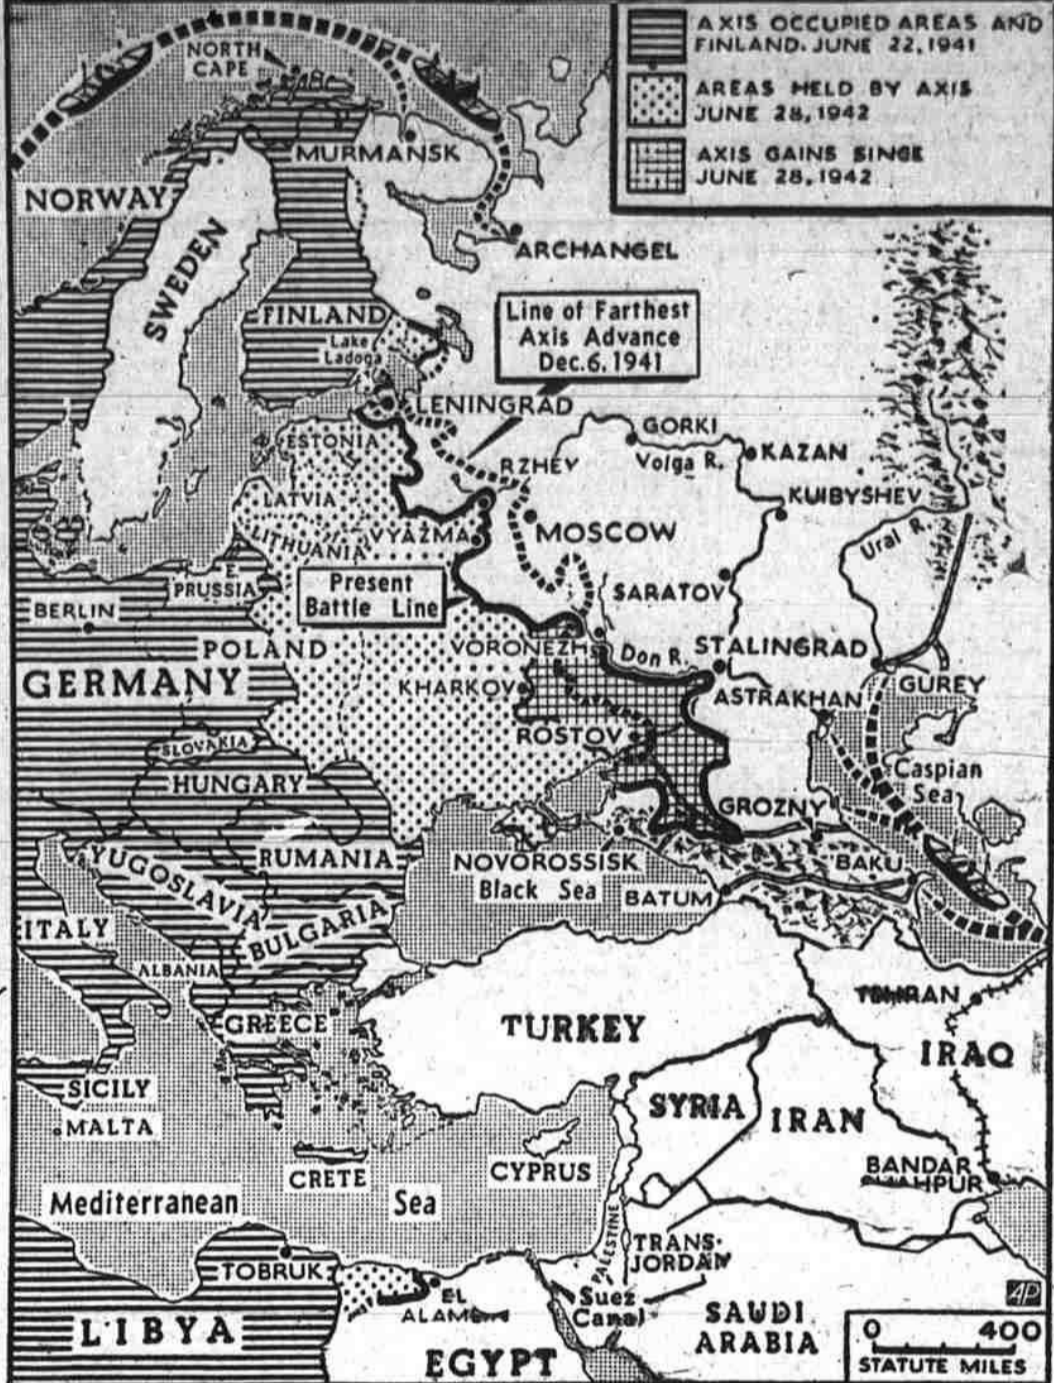 AXIS OCCUPIED AREAS AND
FINLAND. JUNE 22, 1941
AREAS HELD BY AXIS
JUNE 28, 1942
AXIS GAINS SINCE
JUNE 28, 1942
NORTH
CAPE
MURMANSK
NORWAY
SWEDEN
ARCHANGEL
FINLAND
Lake
Ladoga
Line of Farthest
Axis Advance
Dec. 6, 1941
LENINGRAD
ESTONIA
GORKI
Volga R.
KAZAN
RZHEV
LATVIA
KUIBYSHEV
MOSCOW
Ural R.
LITHUANIA
VYAZMA
E.
PRUSSIA
Present
Battle Line
SARATOV
BERLIN
POLAND
VORONEZH
Don R.
STALINGRAD
GERMANY
KHARKOV
ASTRAKHAN
GUREY
ROSTOV
SLOVAKIA
HUNGARY
Caspian
Sea
GROZNY
YUGOSLAVIA
RUMANIA
NOVOROSSISK
Black Sea
BAKU
BATUM
ITALY
BULGARIA
ALBANIA
TEHRAN
GREECE
TURKEY
IRAQ
SICILY
MALTA
SYRIA
IRAN
CRETE
CYPRUS
BANDAR
SHAHPUR
Mediterranean Sea
PALESTINE
TRANS-
JORDAN
TOBRUK
EL
ALAMEIN
Suez
Canal
SAUDI
ARABIA
AP
LIBYA
EGYPT
0 400
STATUTE MILES